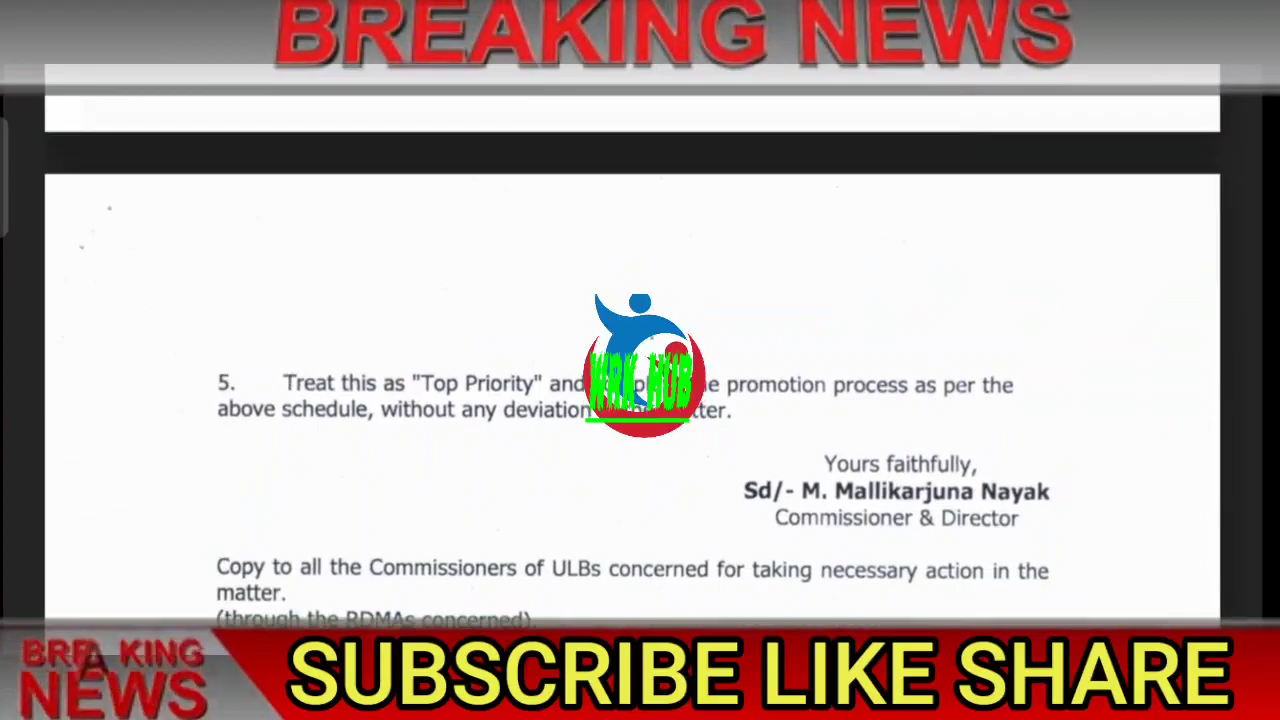 BREAKING NEWS
5. Treat this as "Top Priority" and promotion process as per the
above schedule, without any deviation matter.
WRK HUB
Yours faithfully,
Sd/- M. Mallikarjuna Nayak
Commissioner & Director
Copy to all the Commissioners of ULBs concerned for taking necessary action in the
matter.
(through the RDMAs concerned).
BREAKING
NEWS
SUBSCRIBE LIKE SHARE